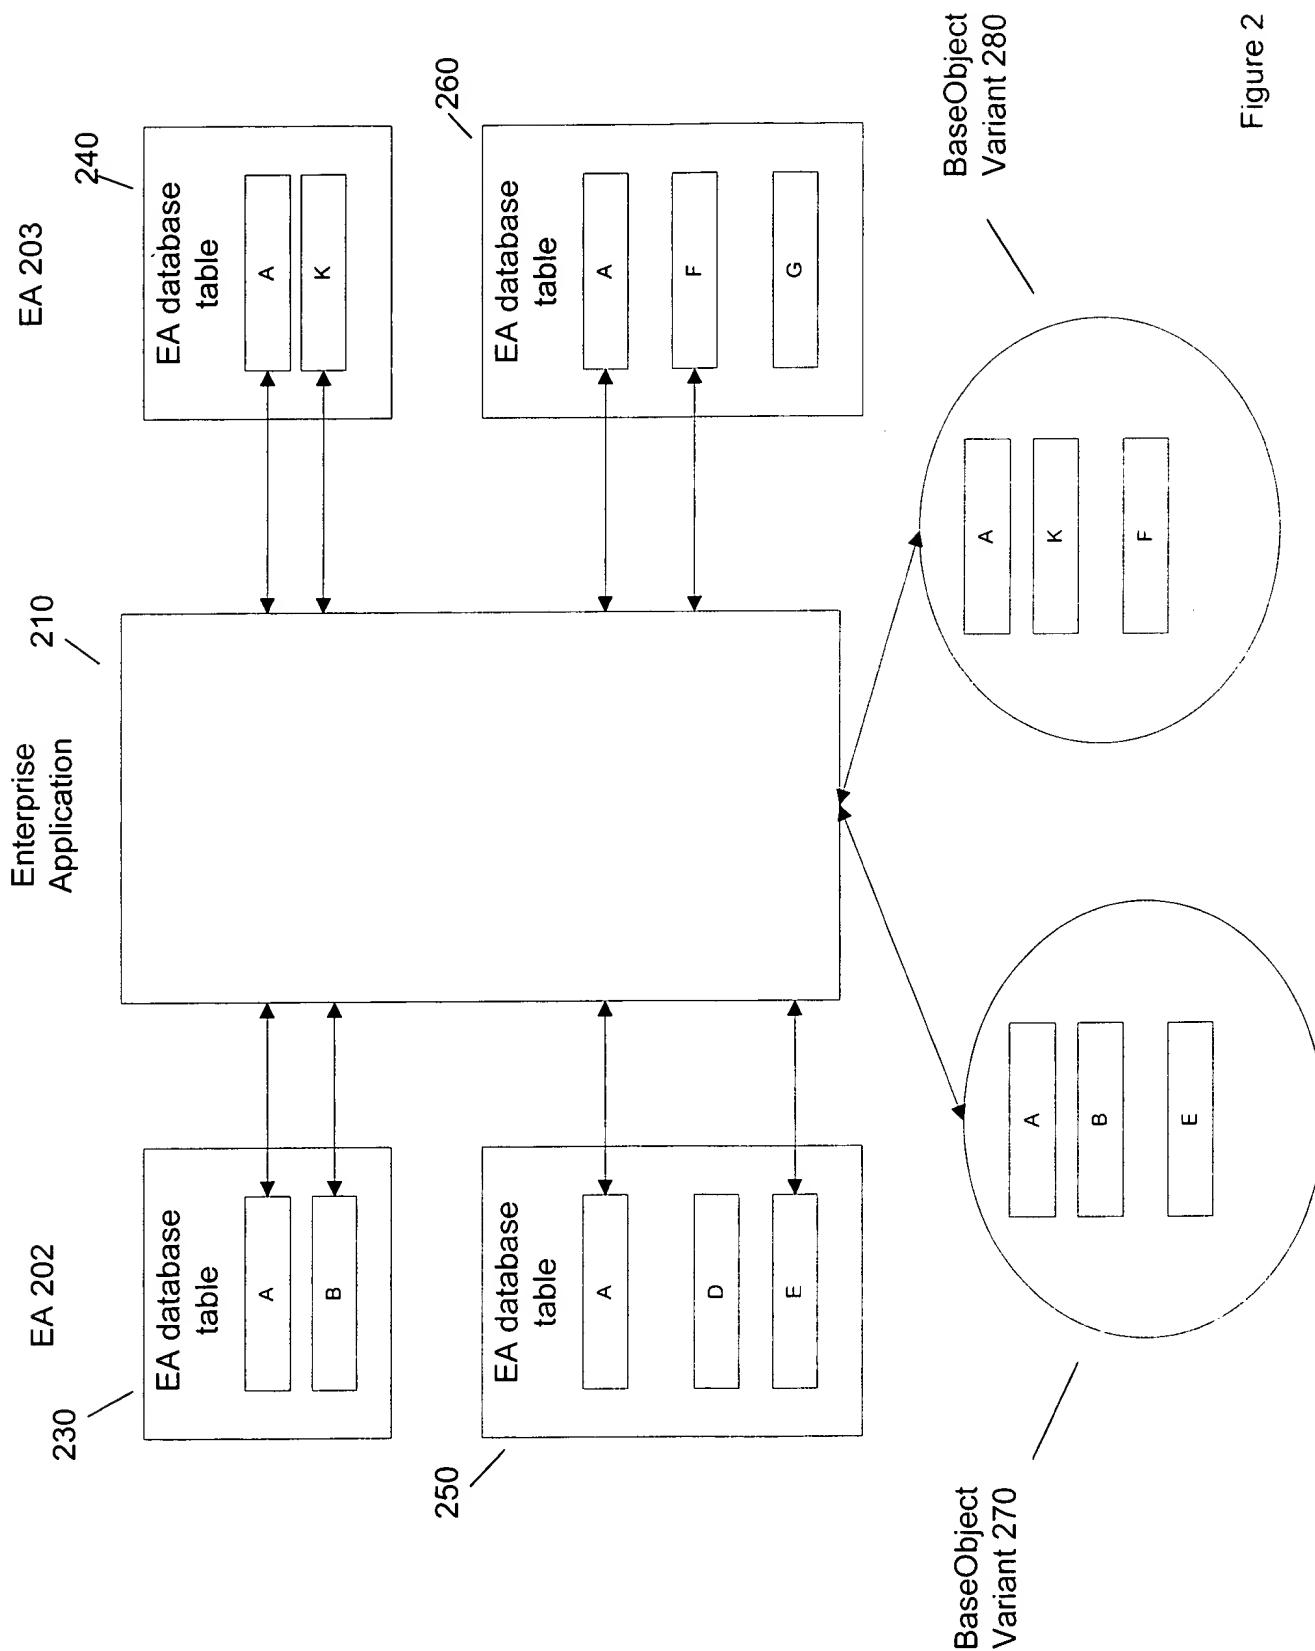 EA 202
Enterprise
Application
EA 203
230
EA database
table
A
B
210
240
EA database
table
A
K
250
EA database
table
A
D
E
260
EA database
table
A
F
G
BaseObject
Variant 270
A
B
E
A
K
F
BaseObject
Variant 280
Figure 2